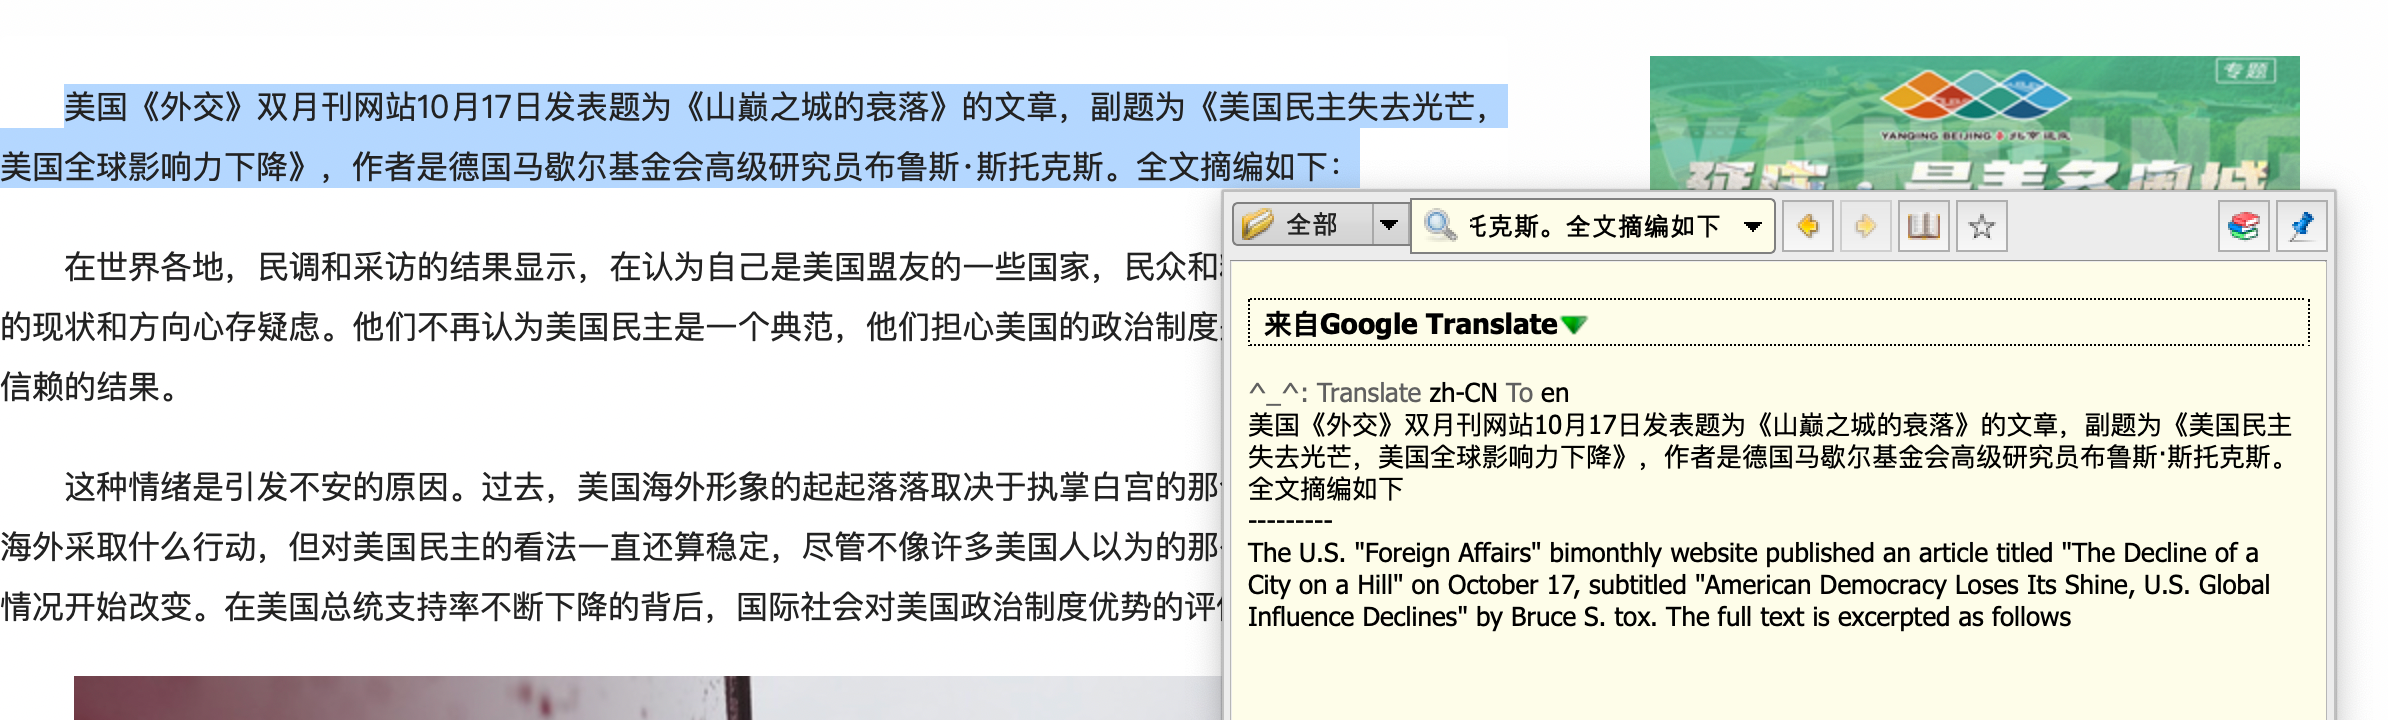 美国《外交》双月刊网站10月17日发表题为《山巅之城的衰落》的文章，副题为《美国民主失去光芒，
美国全球影响力下降》，作者是德国马歇尔基金会高级研究员布鲁斯·斯托克斯。全文摘编如下：
在世界各地，民调和采访的结果显示，在认为自己是美国盟友的一些国家，民众和
的现状和方向心存疑虑。他们不再认为美国民主是一个典范，他们担心美国的政治制度
信赖的结果。
这种情绪是引发不安的原因。过去，美国海外形象的起起落落取决于执掌白宫的那
海外采取什么行动，但对美国民主的看法一直还算稳定，尽管不像许多美国人以为的那
情况开始改变。在美国总统支持率不断下降的背后，国际社会对美国政治制度优势的评
专题
YANQING BEIJING
全部
托克斯。全文摘编如下
来自Google Translate
^_^: Translate zh-CN To en
美国《外交》双月刊网站10月17日发表题为《山巅之城的衰落》的文章，副题为《美国民主
失去光芒，美国全球影响力下降》，作者是德国马歇尔基金会高级研究员布鲁斯·斯托克斯。
全文摘编如下
---------
The U.S. "Foreign Affairs" bimonthly website published an article titled "The Decline of a
City on a Hill" on October 17, subtitled "American Democracy Loses Its Shine, U.S. Global
Influence Declines" by Bruce S. tox. The full text is excerpted as follows